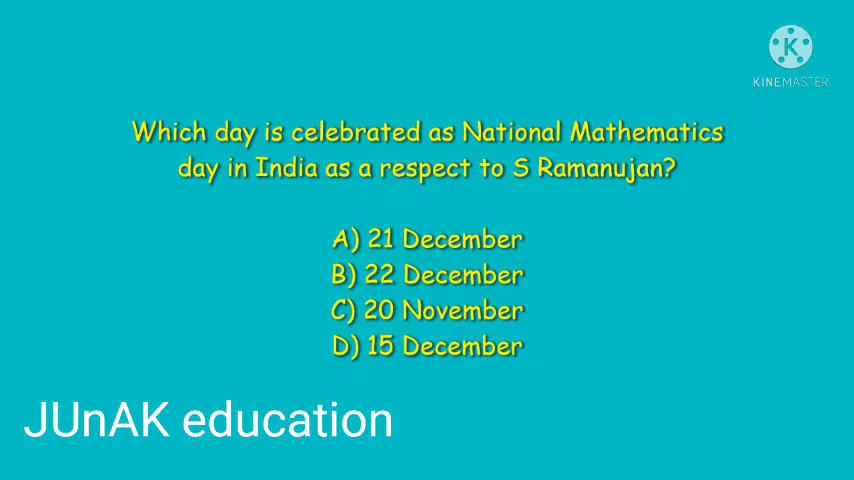 K
KINEMASTER
Which day is celebrated as National Mathematics
day in India as a respect to S Ramanujan?
A) 21 December
B) 22 December
C) 20 November
D) 15 December
JUnAK education